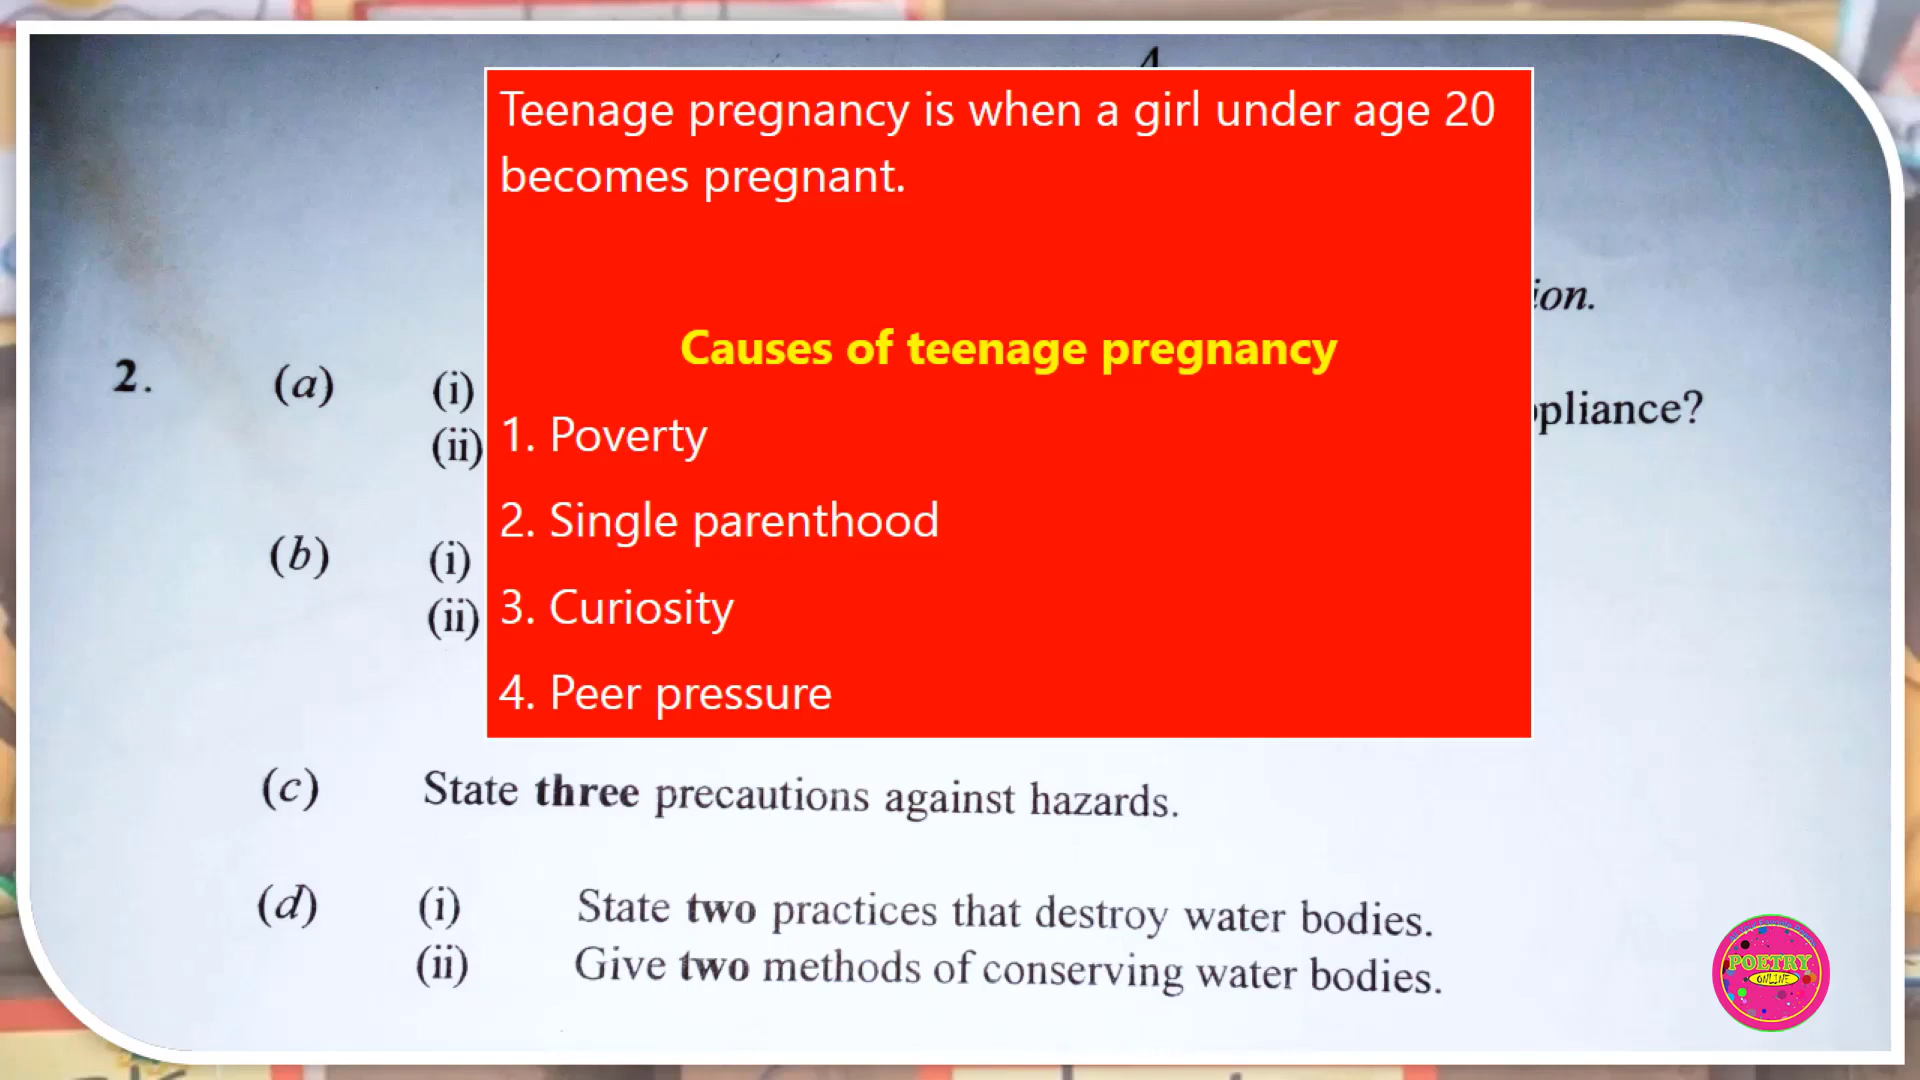 4
Teenage pregnancy is when a girl under age 20
becomes pregnant.
ion.
Causes of teenage pregnancy
2. (a) (i)
pliance?
(ii)
1. Poverty
2. Single parenthood
(b) (i)
(ii)
3. Curiosity
4. Peer pressure
(c) State three precautions against hazards.
(d) (i) State two practices that destroy water bodies.
(ii) Give two methods of conserving water bodies.
POETRY
ONLINE